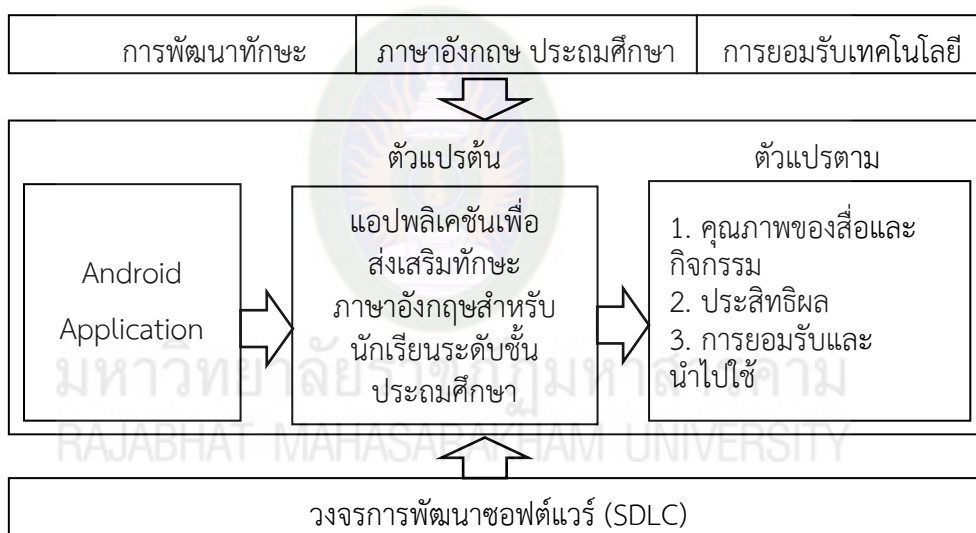 การพัฒนาทักษะ
ภาษาอังกฤษ ประถมศึกษา
การยอมรับเทคโนโลยี
ตัวแปรต้น
ตัวแปรตาม
Android
Application
แอปพลิเคชันเพื่อ
ส่งเสริมทักษะ
ภาษาอังกฤษสำหรับ
นักเรียนระดับชั้น
ประถมศึกษา
1. คุณภาพของสื่อและ
กิจกรรม
2. ประสิทธิผล
3. การยอมรับและ
นำไปใช้
มหาวิทยาลัยราชภัฏมหาสารคาม
RAJABHAT MAHASARAKHAM UNIVERSITY
วงจรการพัฒนาซอฟต์แวร์ (SDLC)